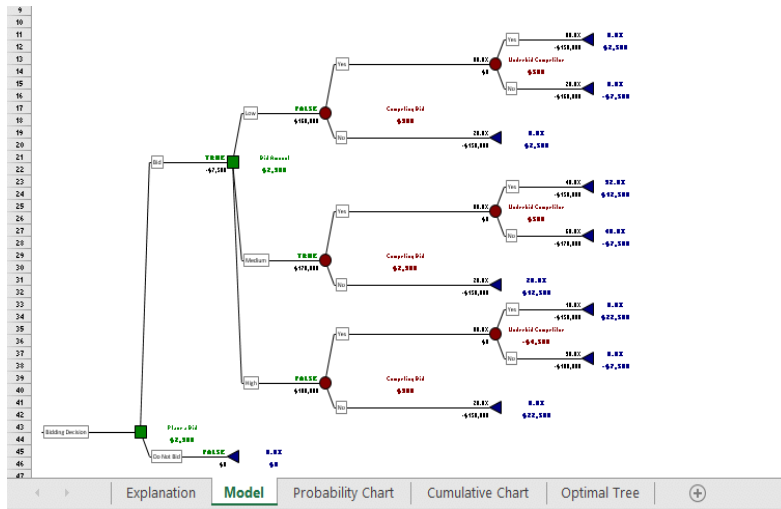 9
10
11 Yes 80.0% 0.0%
12 -$150,000 $2,500
13 Yes 80.0% Underbid Competitor
14 $0 $500
15 No 20.0% 0.0%
16 -$160,000 -$7,500
17 Low FALSE Competing Bid
18 $160,000 $900
19 No 20.0% 0.0%
20 -$150,000 $2,500
21 Bid TRUE Bid Amount
22 -$7,500 $2,900
23 Yes 40.0% 32.0%
24 -$150,000 $12,500
25 Yes 80.0% Underbid Competitor
26 $0 $500
27 No 60.0% 48.0%
28 -$170,000 -$7,500
29 Medium TRUE Competing Bid
30 $170,000 $2,900
31 No 20.0% 20.0%
32 -$150,000 $12,500
33 Yes 10.0% 0.0%
34 -$150,000 $22,500
35 Yes 80.0% Underbid Competitor
36 $0 -$4,500
37 No 90.0% 0.0%
38 -$180,000 -$7,500
39 High FALSE Competing Bid
40 $180,000 $900
41 No 20.0% 0.0%
42 -$150,000 $22,500
43 Bidding Decision Place a Bid
44 $2,900
45 Do Not Bid FALSE 0.0%
46 $0 $0
47
Explanation Model Probability Chart Cumulative Chart Optimal Tree